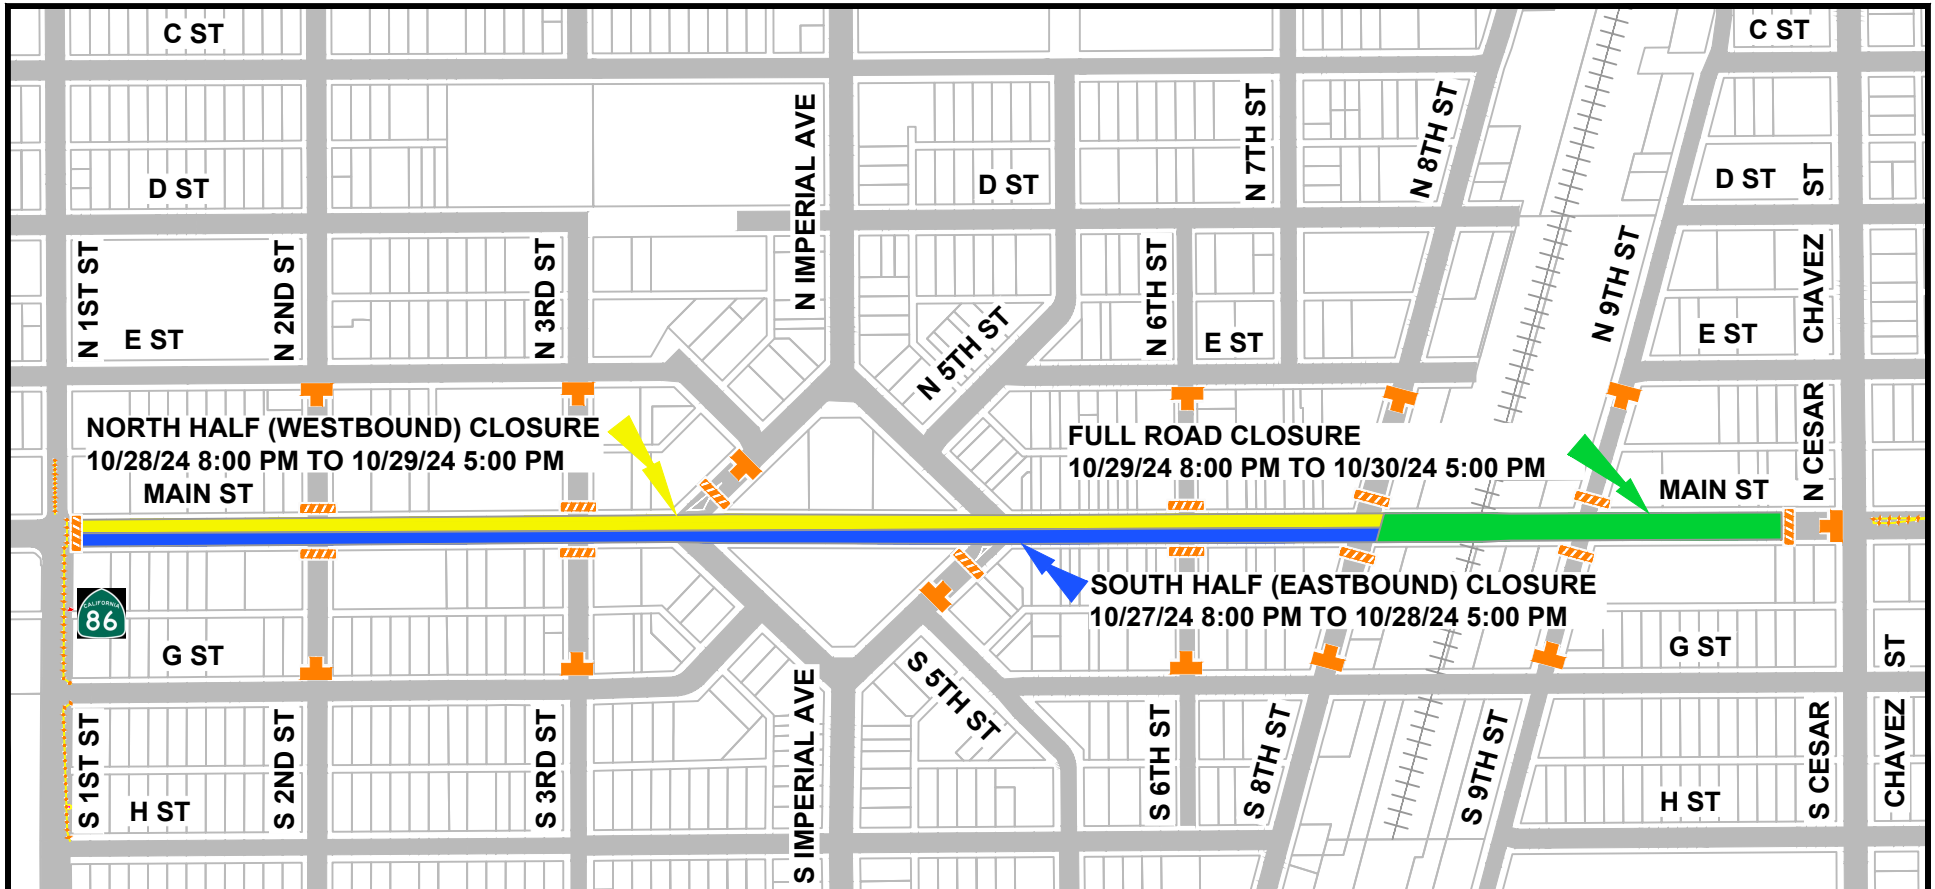 C ST
C ST
N IMPERIAL AVE
N 7TH ST
N 8TH ST
D ST
D ST
D ST
N 1ST ST
N 2ND ST
N 3RD ST
N 6TH ST
N 9TH ST
N CESAR CHAVEZ ST
E ST
N 5TH ST
E ST
E ST
NORTH HALF (WESTBOUND) CLOSURE
10/28/24 8:00 PM TO 10/29/24 5:00 PM
MAIN ST
FULL ROAD CLOSURE
10/29/24 8:00 PM TO 10/30/24 5:00 PM
MAIN ST
SOUTH HALF (EASTBOUND) CLOSURE
10/27/24 8:00 PM TO 10/28/24 5:00 PM
CALIFORNIA
86
G ST
G ST
S 5TH ST
S 1ST ST
S 2ND ST
S 3RD ST
S IMPERIAL AVE
S 6TH ST
S 8TH ST
S 9TH ST
S CESAR
CHAVEZ ST
H ST
H ST